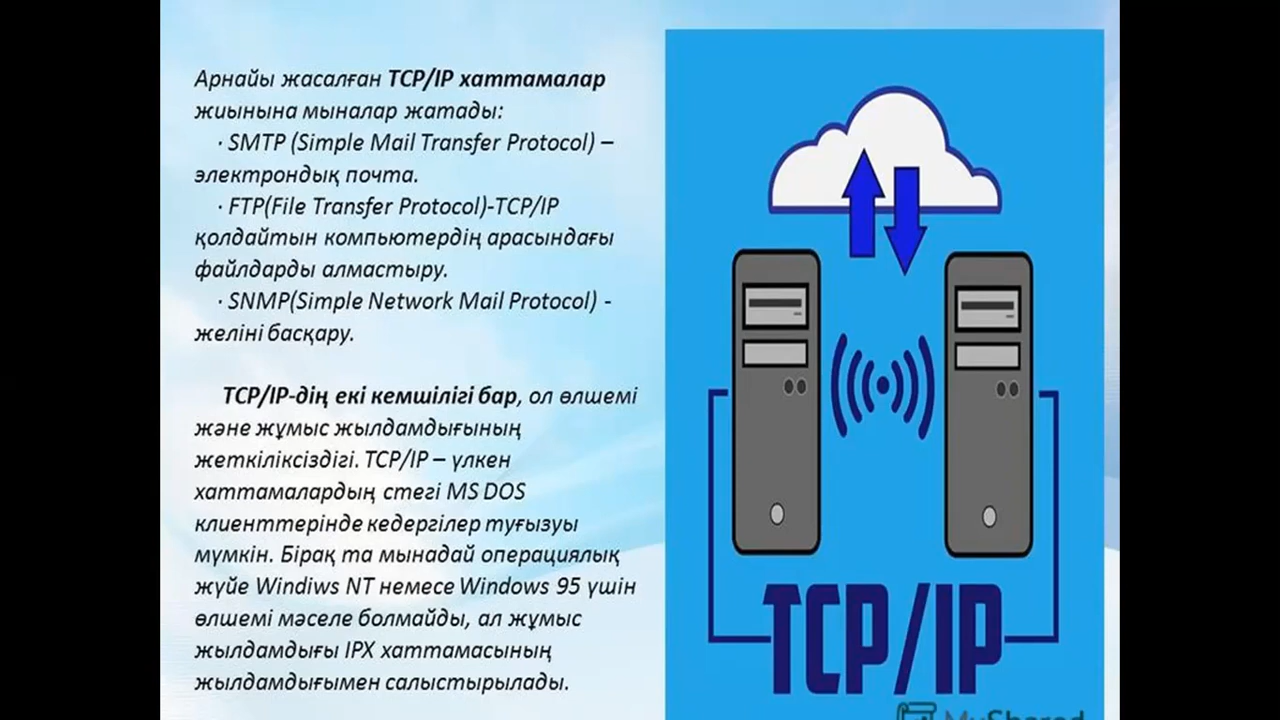 Арнайы жасалған TCP/IP хаттамалар
жиынына мыналар жатады:
· SMTP (Simple Mail Transfer Protocol) –
электрондық почта.
· FTP(File Transfer Protocol)-TCP/IP
қолдайтын компьютердің арасындағы
файлдарды алмастыру.
· SNMP(Simple Network Mail Protocol) -
желіні басқару.
TCP/IP-дің екі кемшілігі бар, ол өлшемі
және жұмыс жылдамдығының
жеткіліксіздігі. TCP/IP – үлкен
хаттамалардың стегі MS DOS
клиенттерінде кедергілер туғызуы
мүмкін. Бірақ та мынадай операциялық
жүйе Windiws NT немесе Windows 95 үшін
өлшемі мәселе болмайды, ал жұмыс
жылдамдығы IPX хаттамасының
жылдамдығымен салыстырылады.
TCP/IP
MyShared